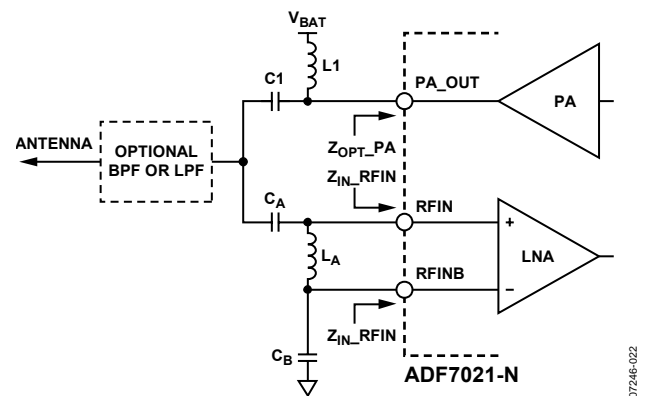 VBAT
L1
C1
PA_OUT
PA
ANTENNA
OPTIONAL
BPF OR LPF
ZOPT_PA
ZIN_RFIN
CA
RFIN
+
LA
LNA
RFINB
–
ZIN_RFIN
CB
ADF7021-N
07246-022